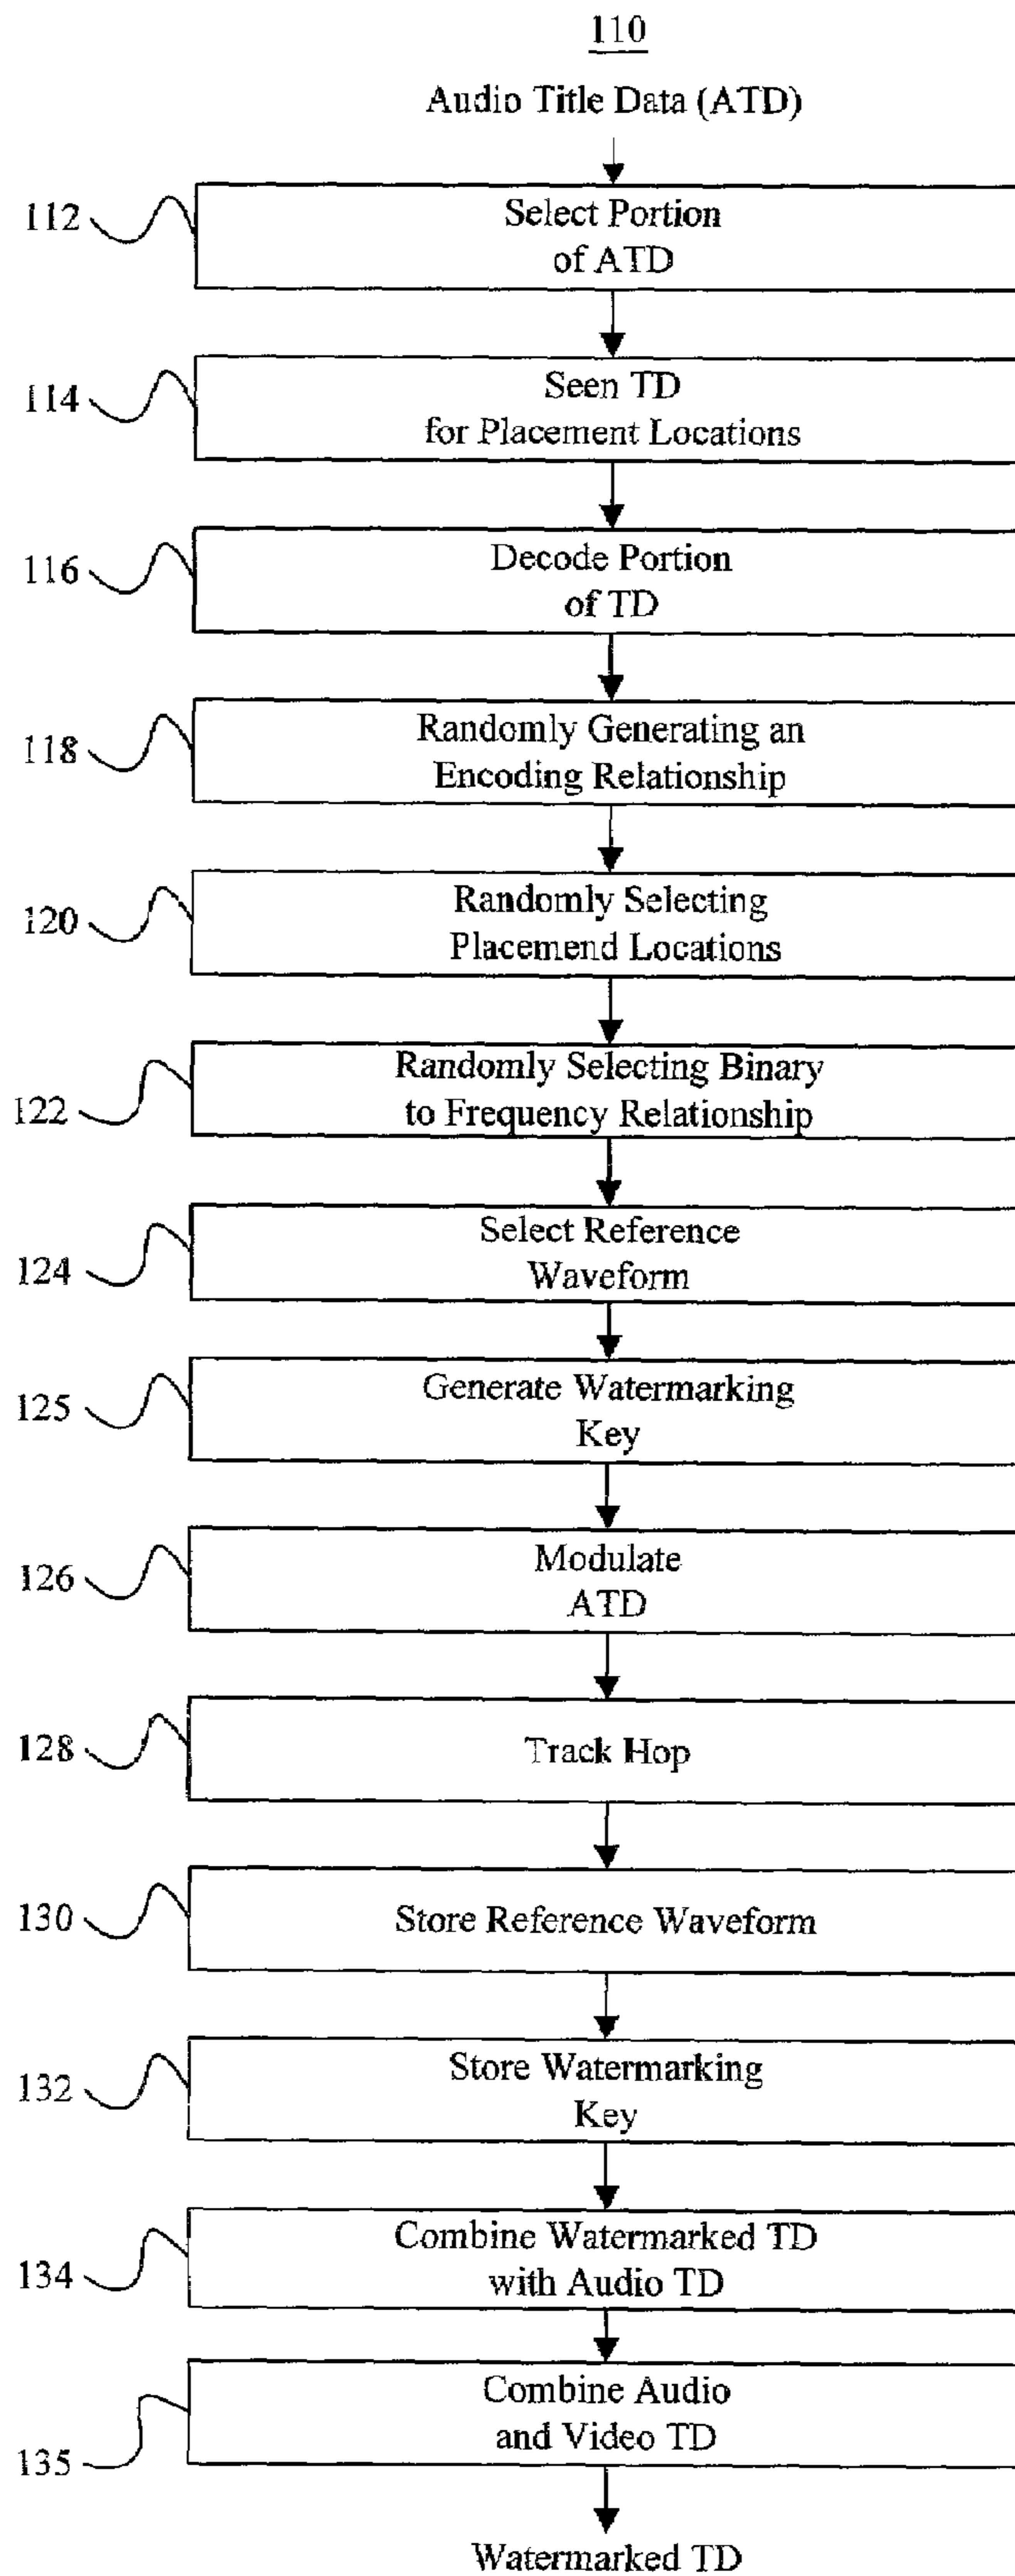 110
Audio Title Data (ATD)
112
Select Portion
of ATD
114
Seen TD
for Placement Locations
116
Decode Portion
of TD
118
Randomly Generating an
Encoding Relationship
120
Randomly Selecting
Placemend Locations
122
Randomly Selecting Binary
to Frequency Relationship
124
Select Reference
Waveform
125
Generate Watermarking
Key
126
Modulate
ATD
128
Track Hop
130
Store Reference Waveform
132
Store Watermarking
Key
134
Combine Watermarked TD
with Audio TD
135
Combine Audio
and Video TD
Watermarked TD